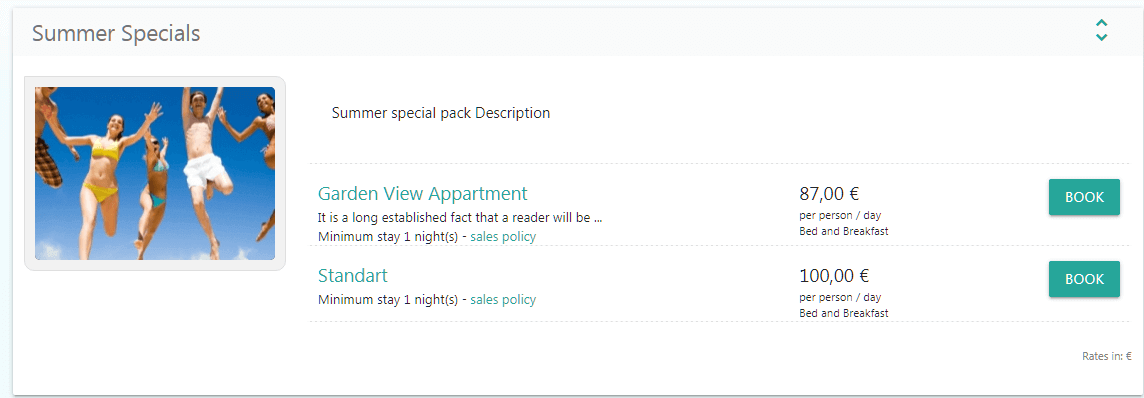 Summer Specials
Summer special pack Description
Garden View Appartment
It is a long established fact that a reader will be ...
Minimum stay 1 night(s) - sales policy
87,00 €
per person / day
Bed and Breakfast
BOOK
Standart
Minimum stay 1 night(s) - sales policy
100,00 €
per person / day
Bed and Breakfast
BOOK
Rates in: €